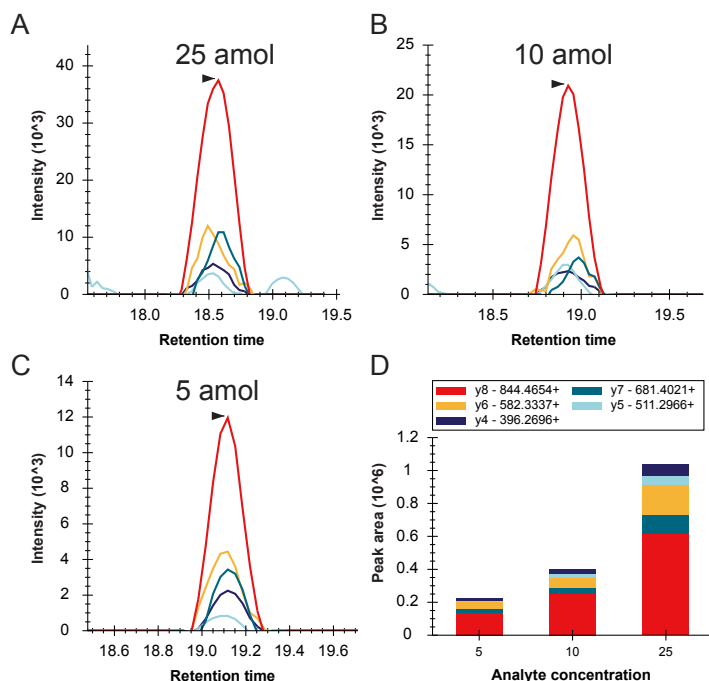 A
25 amol
Intensity (10^3)
40
30
20
10
0
18.0 18.5 19.0 19.5
Retention time
B
10 amol
Intensity (10^3)
25
20
15
10
5
0
18.5 19.0 19.5
Retention time
C
5 amol
Intensity (10^3)
14
12
10
8
6
4
2
0
18.6 18.8 19.0 19.2 19.4 19.6
Retention time
D
y8 - 844.4654+ y7 - 681.4021+
y6 - 582.3337+ y5 - 511.2966+
y4 - 396.2696+
Peak area (10^6)
1.2
1
0.8
0.6
0.4
0.2
0
5 10 25
Analyte concentration